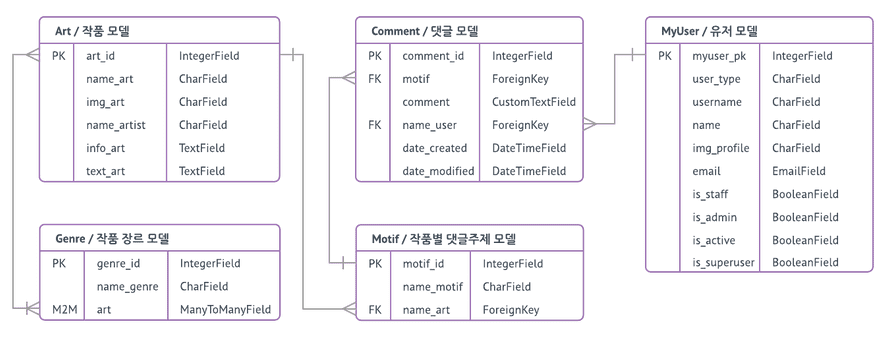 Art / 작품 모델
PK art_id IntegerField
name_art CharField
img_art CharField
name_artist CharField
info_art TextField
text_art TextField
Comment / 댓글 모델
PK comment_id IntegerField
FK motif ForeignKey
comment CustomTextField
FK name_user ForeignKey
date_created DateTimeField
date_modified DateTimeField
MyUser / 유저 모델
PK myuser_pk IntegerField
user_type CharField
username CharField
name CharField
img_profile CharField
email EmailField
is_staff BooleanField
is_admin BooleanField
is_active BooleanField
is_superuser BooleanField
Genre / 작품 장르 모델
PK genre_id IntegerField
name_genre CharField
M2M art ManyToManyField
Motif / 작품별 댓글주제 모델
PK motif_id IntegerField
name_motif CharField
FK name_art ForeignKey